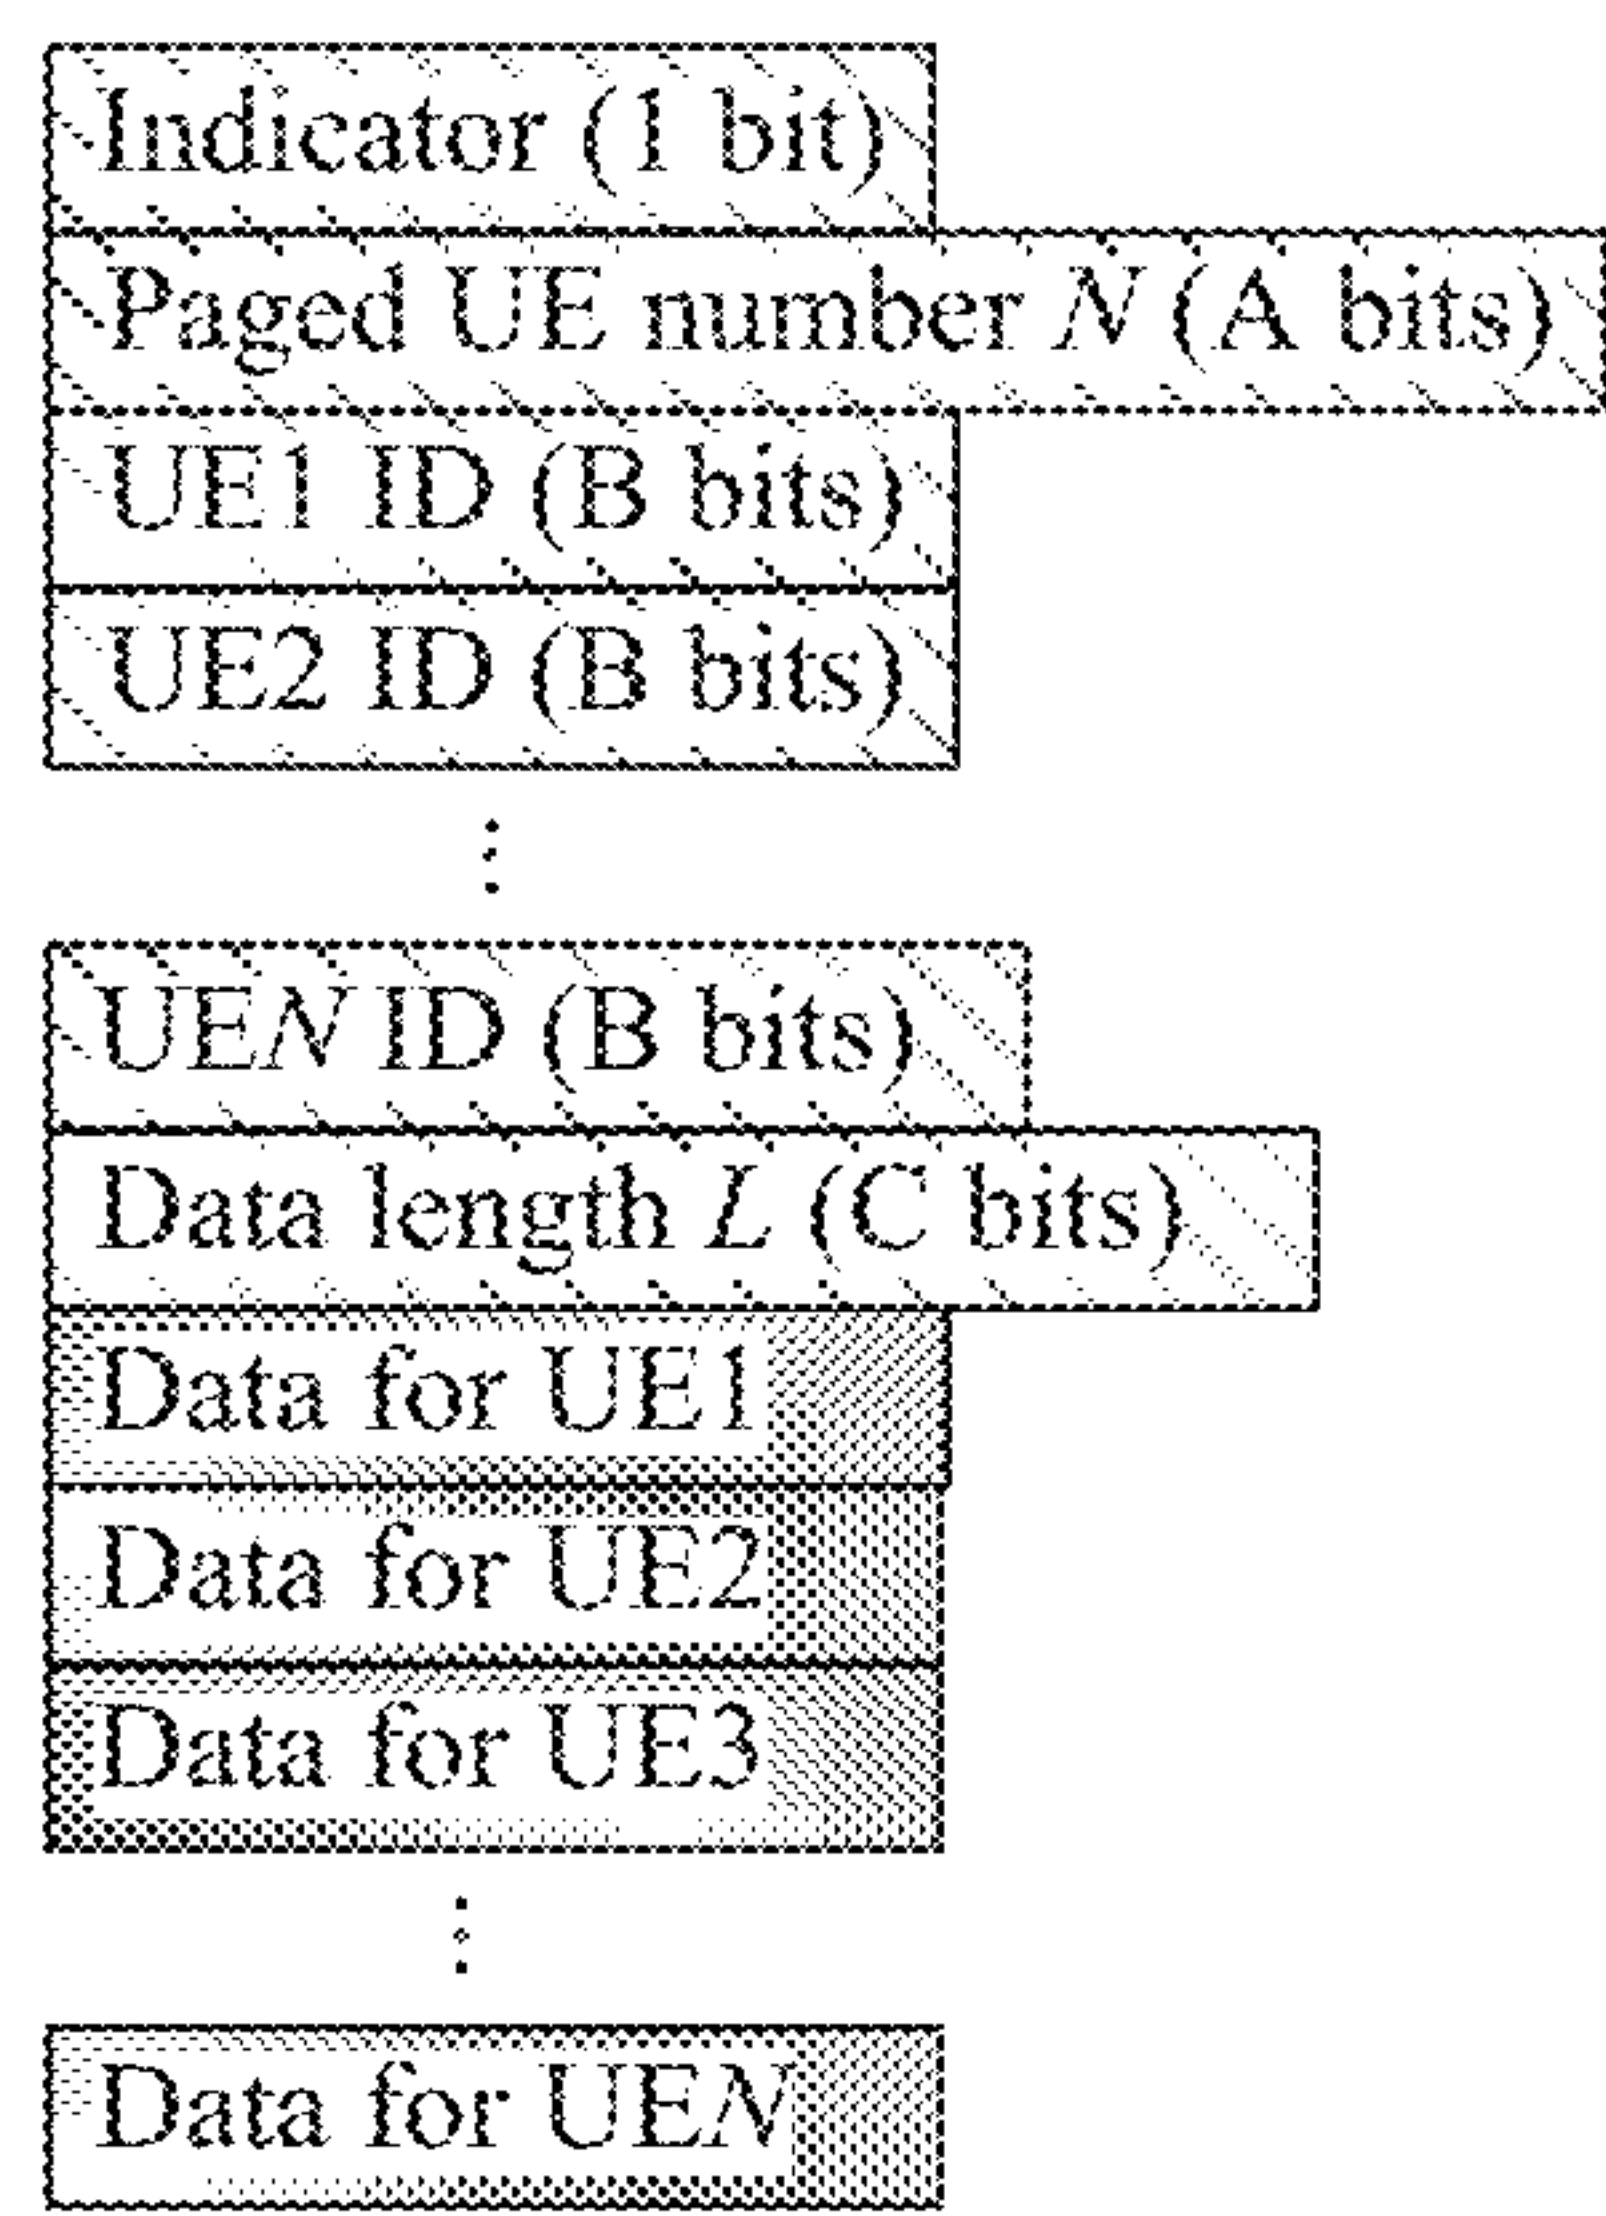 Indicator (1 bit)
Paged UE number N (A bits)
UE1 ID (B bits)
UE2 ID (B bits)
⋮
UEN ID (B bits)
Data length L (C bits)
Data for UE1
Data for UE2
Data for UE3
⋮
Data for UEN